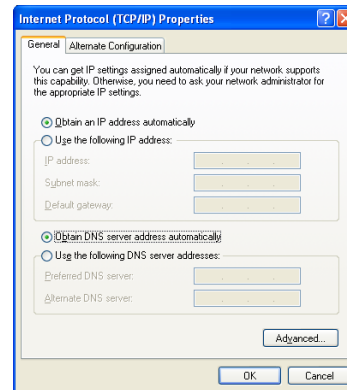 Internet Protocol (TCP/IP) Properties
General
Alternate Configuration
You can get IP settings assigned automatically if your network supports
this capability. Otherwise, you need to ask your network administrator for
the appropriate IP settings.
Obtain an IP address automatically
Use the following IP address:
IP address:
Subnet mask:
Default gateway:
Obtain DNS server address automatically
Use the following DNS server addresses:
Preferred DNS server:
Alternate DNS server:
Advanced...
OK
Cancel